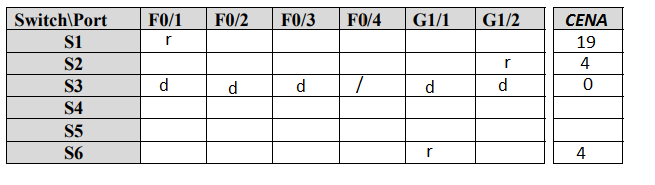 Switch\Port F0/1 F0/2 F0/3 F0/4 G1/1 G1/2 CENA
S1 r 19
S2 r 4
S3 d d d / d d 0
S4
S5
S6 r 4